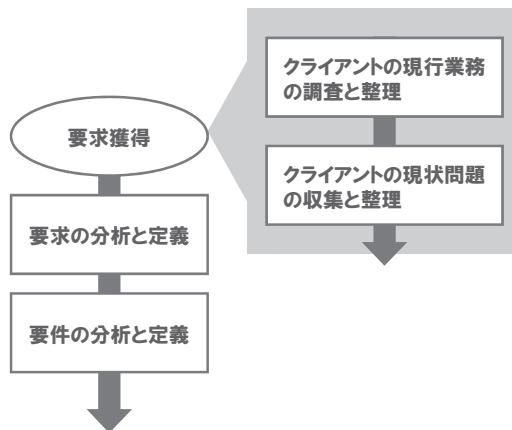 要求獲得
要求の分析と定義
要件の分析と定義
クライアントの現行業務
の調査と整理
クライアントの現状問題
の収集と整理